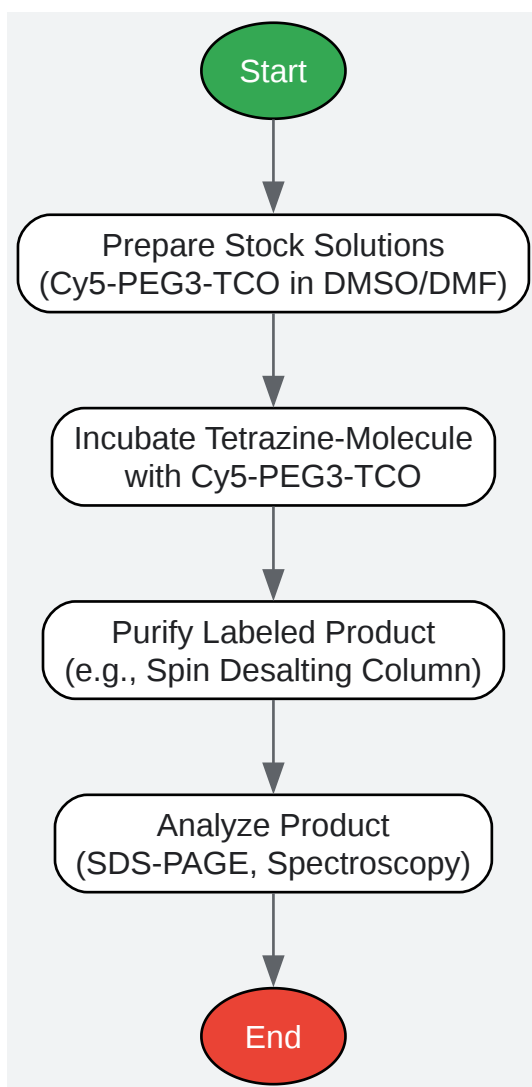 Start
Prepare Stock Solutions
(Cy5-PEG3-TCO in DMSO/DMF)
Incubate Tetrazine-Molecule
with Cy5-PEG3-TCO
Purify Labeled Product
(e.g., Spin Desalting Column)
Analyze Product
(SDS-PAGE, Spectroscopy)
End